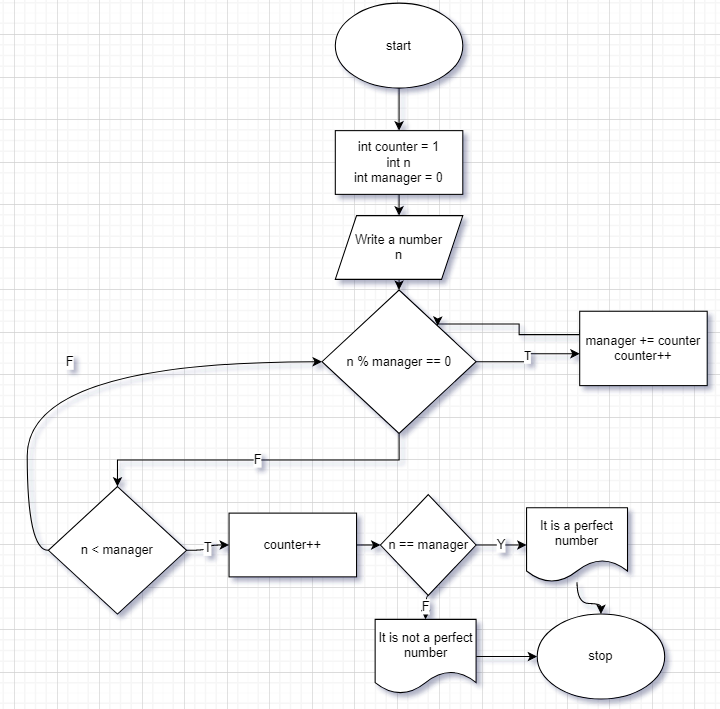 start
int counter = 1
int n
int manager = 0
Write a number
n
n % manager == 0
T
manager += counter
counter++
F
F
n < manager
T
counter++
n == manager
Y
It is a perfect
number
F
It is not a perfect
number
stop